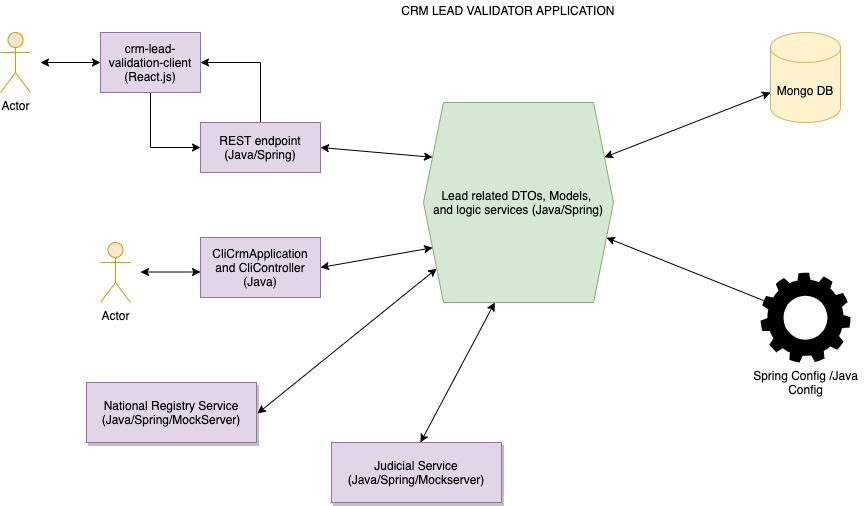 CRM LEAD VALIDATOR APPLICATION
crm-lead-
validation-client
(React.js)
Actor
REST endpoint
(Java/Spring)
Mongo DB
Lead related DTOs, Models,
and logic services (Java/Spring)
CliCrmApplication
and CliController
(Java)
Actor
Spring Config /Java
Config
National Registry Service
(Java/Spring/MockServer)
Judicial Service
(Java/Spring/Mockserver)